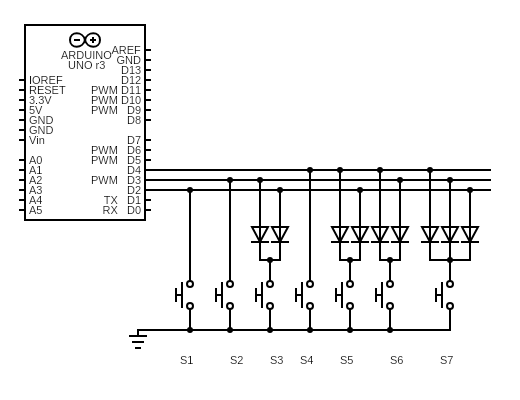 ARDUINO
UNO r3
AREF
GND
D13
IOREF D12
RESET PWM D11
3.3V PWM D10
5V PWM D9
GND D8
GND
Vin D7
PWM D6
A0 PWM D5
A1 D4
A2 PWM D3
A3 D2
A4 TX D1
A5 RX D0
S1 S2 S3 S4 S5 S6 S7